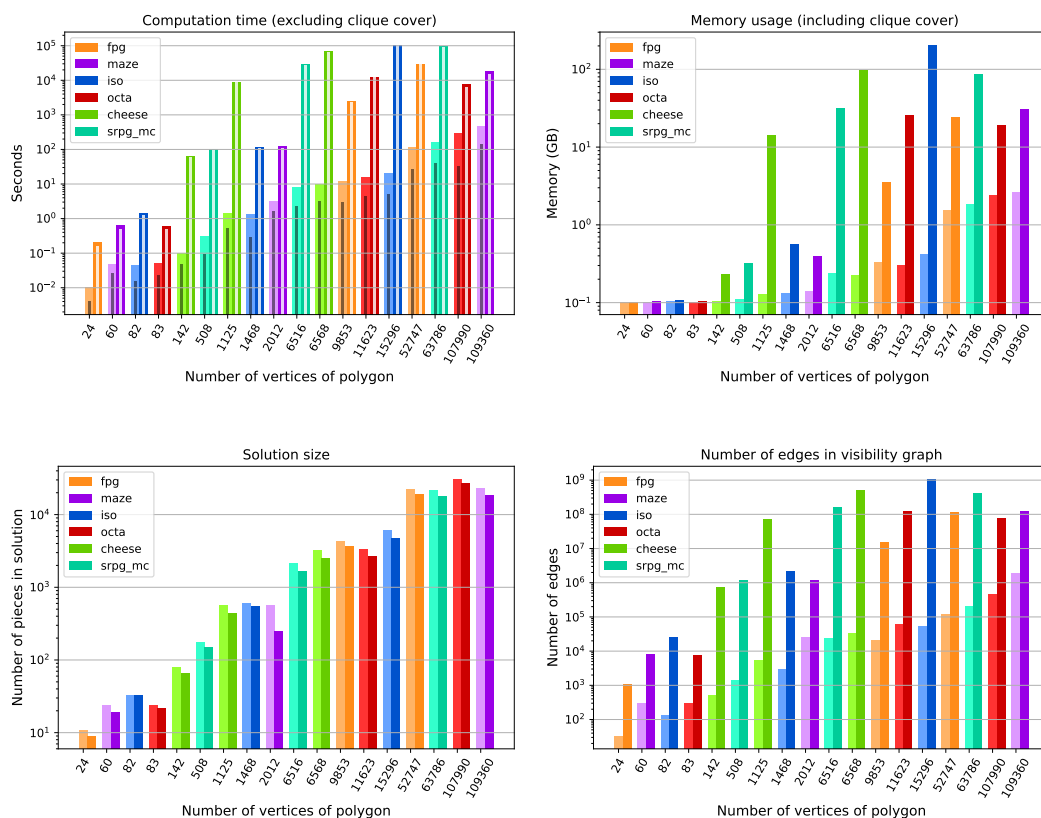 Computation time (excluding clique cover)
Seconds
10^5
10^4
10^3
10^2
10^1
10^0
10^−1
10^−2
fpg
maze
iso
octa
cheese
srpg_mc
24 60 82 83 142 508 1125 1468 2012 6516 6568 9853 11623 15296 52747 63786 107990 109360
Number of vertices of polygon
Memory usage (including clique cover)
Memory (GB)
10^2
10^1
10^0
10^−1
fpg
maze
iso
octa
cheese
srpg_mc
24 60 82 83 142 508 1125 1468 2012 6516 6568 9853 11623 15296 52747 63786 107990 109360
Number of vertices of polygon
Solution size
Number of pieces in solution
10^4
10^3
10^2
10^1
fpg
maze
iso
octa
cheese
srpg_mc
24 60 82 83 142 508 1125 1468 2012 6516 6568 9853 11623 15296 52747 63786 107990 109360
Number of vertices of polygon
Number of edges in visibility graph
Number of edges
10^9
10^8
10^7
10^6
10^5
10^4
10^3
10^2
fpg
maze
iso
octa
cheese
srpg_mc
24 60 82 83 142 508 1125 1468 2012 6516 6568 9853 11623 15296 52747 63786 107990 109360
Number of vertices of polygon